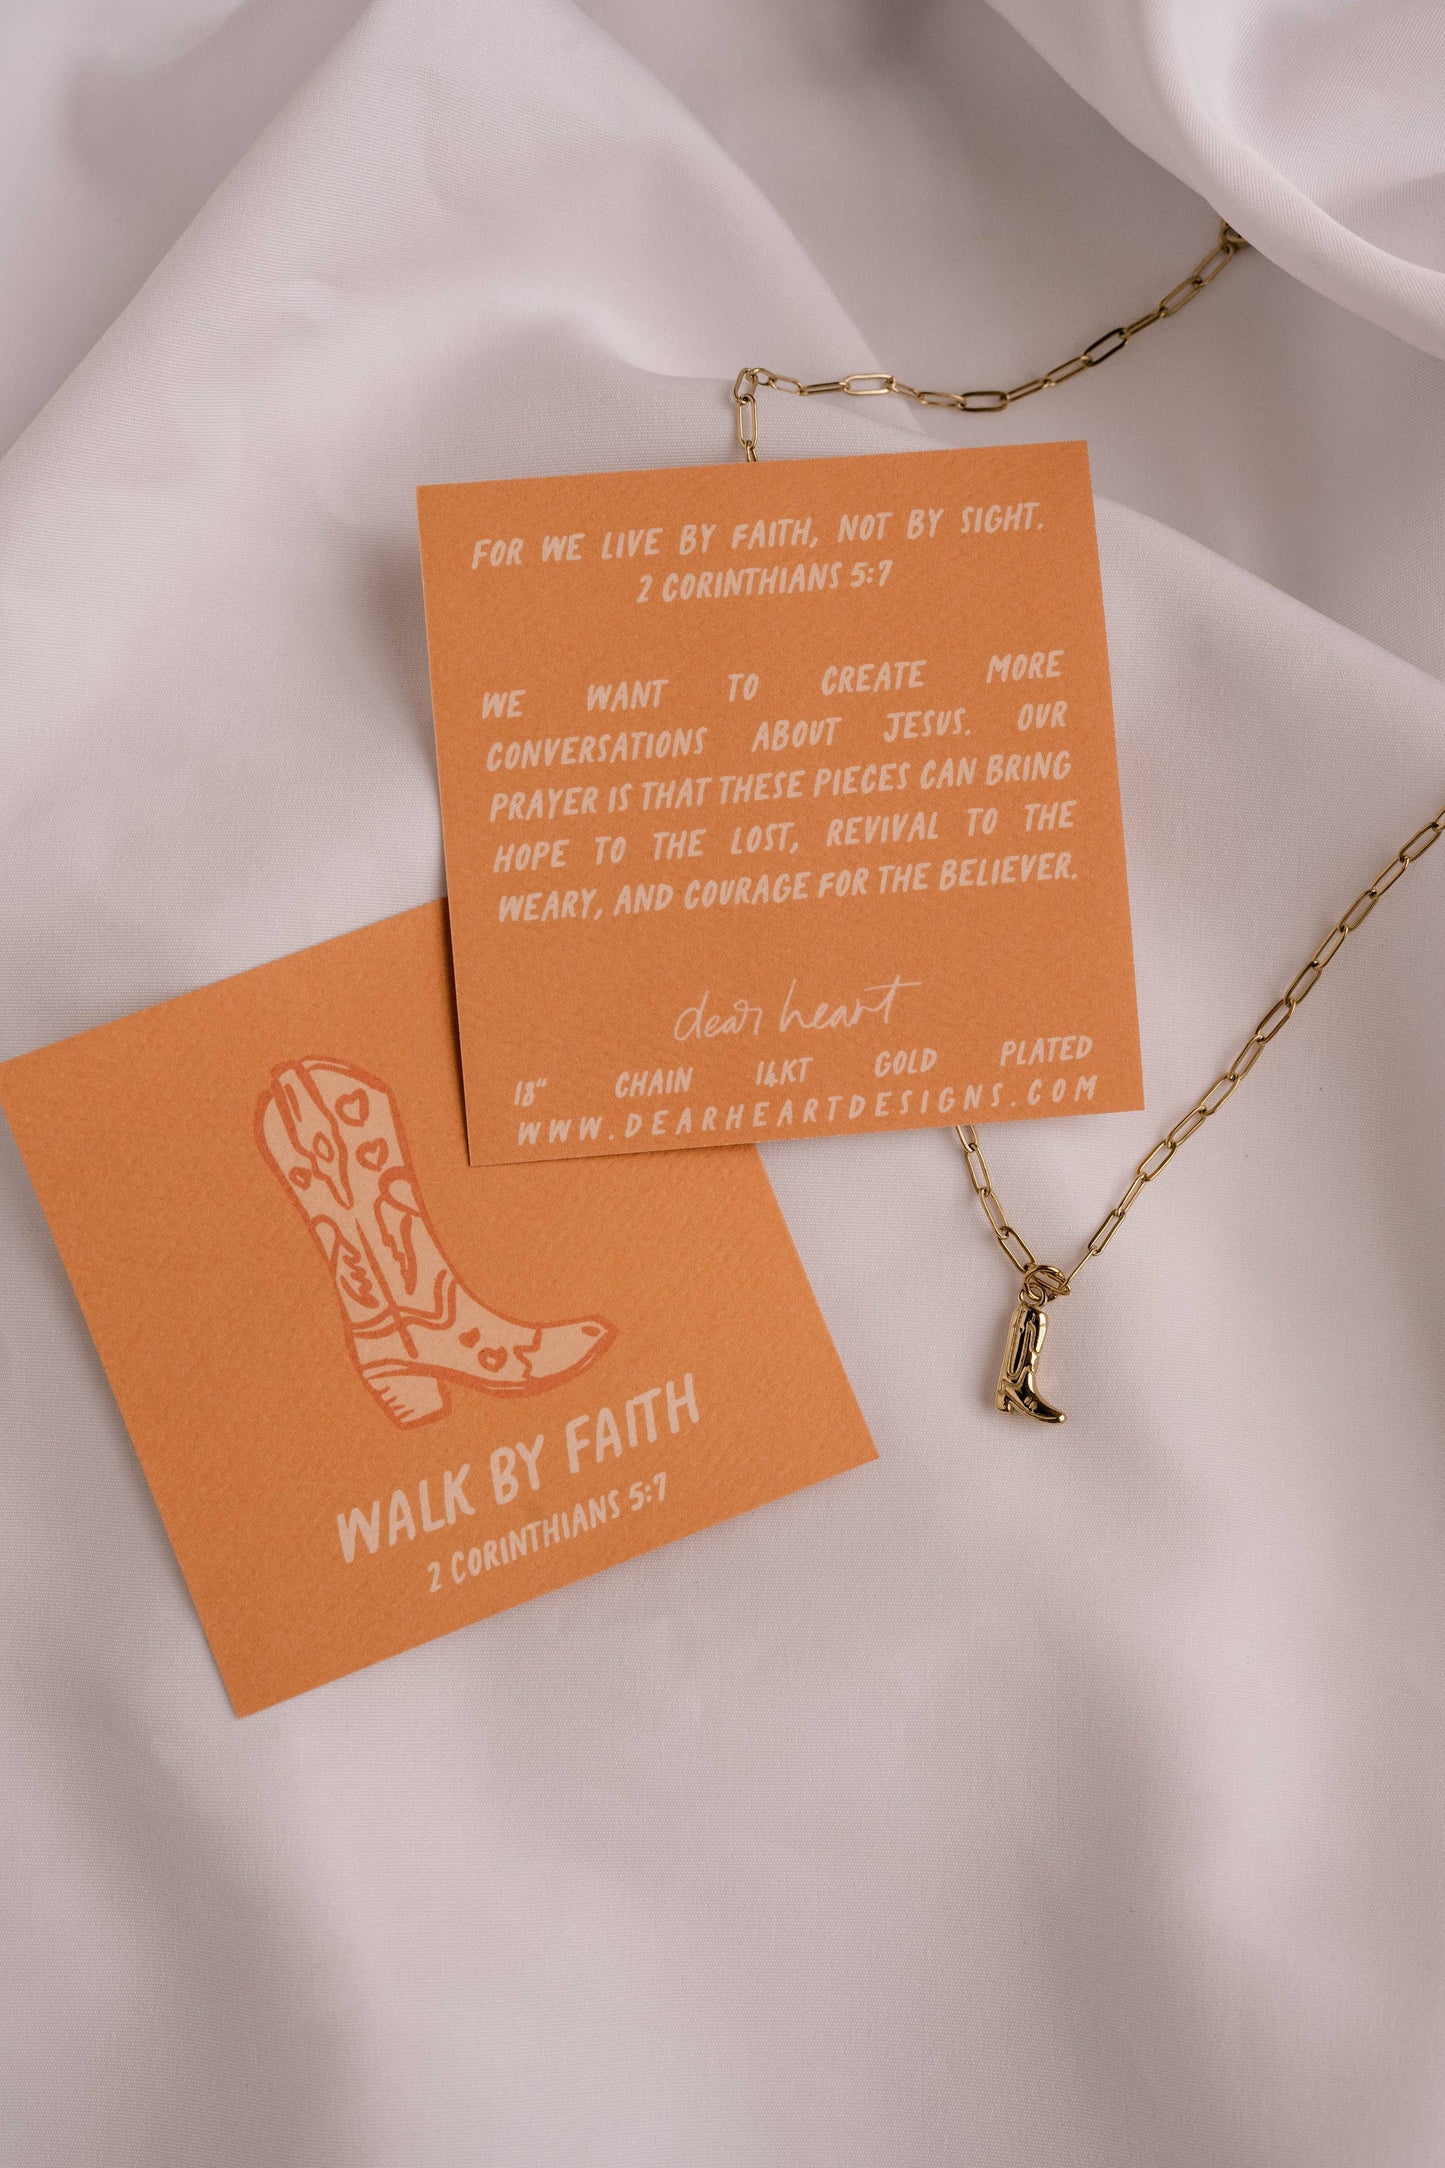 FOR WE LIVE BY FAITH, NOT BY SIGHT.
2 CORINTHIANS 5:7
WE WANT TO CREATE MORE
CONVERSATIONS ABOUT JESUS. OUR
PRAYER IS THAT THESE PIECES CAN BRING
HOPE TO THE LOST, REVIVAL TO THE
WEARY, AND COURAGE FOR THE BELIEVER.
dear heart
18" CHAIN 14KT GOLD PLATED
WWW.DEARHEARTDESIGNS.COM
WALK BY FAITH
2 CORINTHIANS 5:7